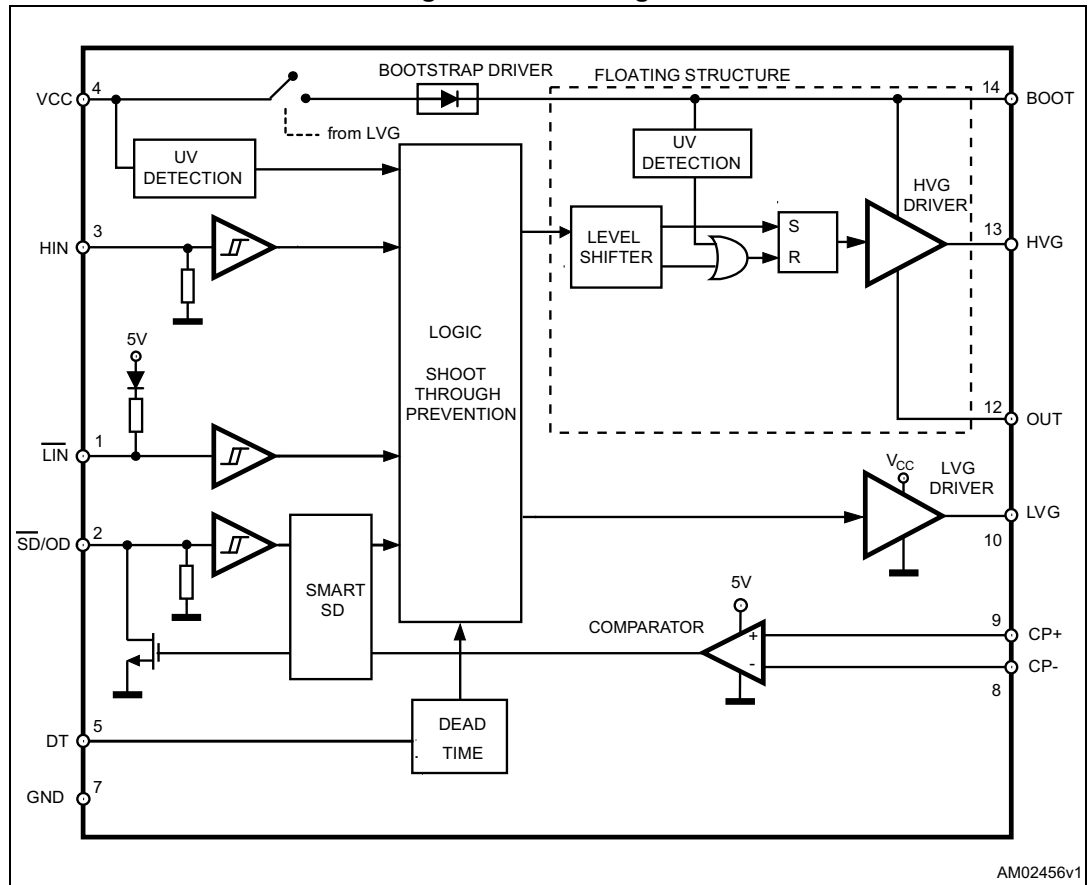 BOOTSTRAP DRIVER
FLOATING STRUCTURE
VCC
4
14
BOOT
from LVG
UV
DETECTION
UV
DETECTION
HIN
3
LEVEL
SHIFTER
S
R
HVG
DRIVER
13
HVG
5V
LOGIC
SHOOT
THROUGH
PREVENTION
12
OUT
LIN
1
VCC
LVG
DRIVER
LVG
10
SD/OD
2
SMART
SD
5V
COMPARATOR
+
-
9
CP+
CP-
8
DT
5
DEAD
TIME
GND
7
AM02456v1